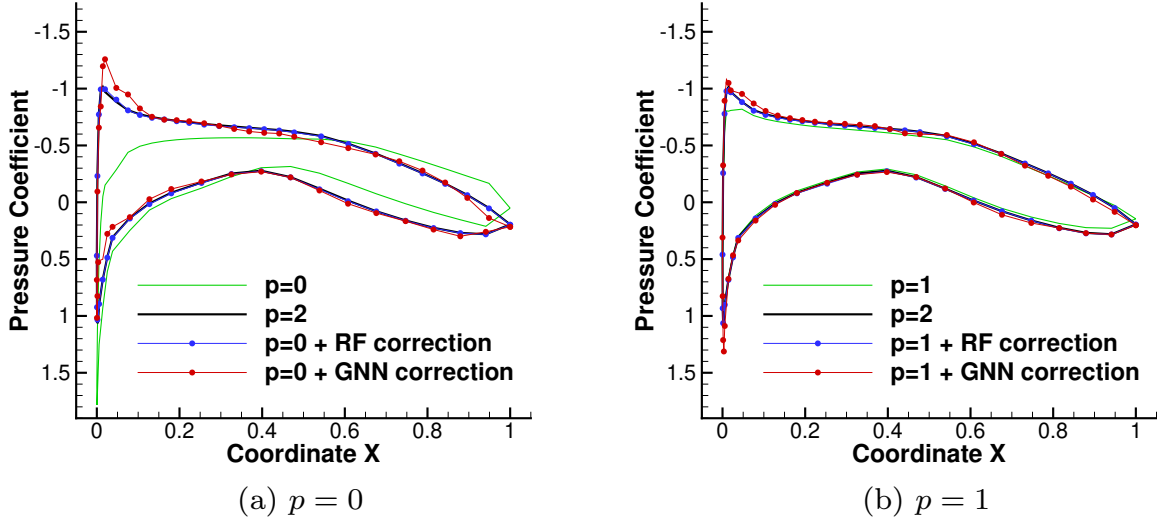 Pressure Coefficient
-1.5
-1
-0.5
0
0.5
1
1.5
p=0
p=2
p=0 + RF correction
p=0 + GNN correction
0 0.2 0.4 0.6 0.8 1
Coordinate X
(a) p = 0
Pressure Coefficient
-1.5
-1
-0.5
0
0.5
1
1.5
p=1
p=2
p=1 + RF correction
p=1 + GNN correction
0 0.2 0.4 0.6 0.8 1
Coordinate X
(b) p = 1